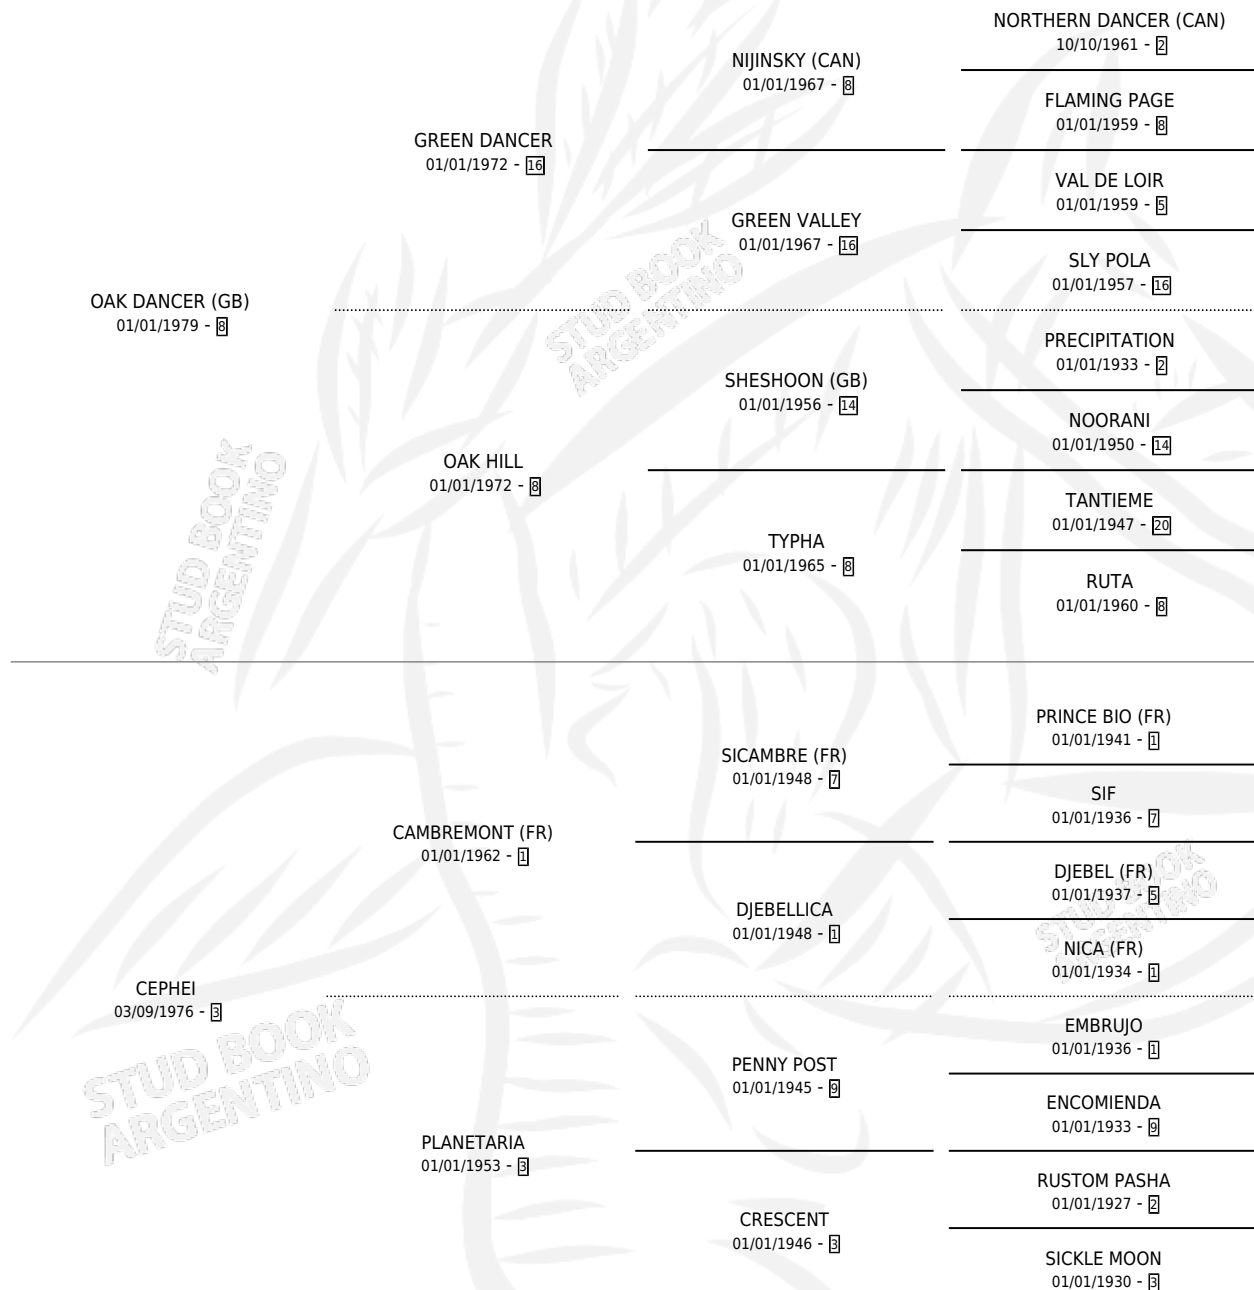 NORTHERN DANCER (CAN)
10/10/1961 - 2
NIJINSKY (CAN)
01/01/1967 - 8
FLAMING PAGE
01/01/1959 - 8
GREEN DANCER
01/01/1972 - 16
VAL DE LOIR
01/01/1959 - 5
GREEN VALLEY
01/01/1967 - 16
SLY POLA
01/01/1957 - 16
OAK DANCER (GB)
01/01/1979 - 8
PRECIPITATION
01/01/1933 - 2
SHESHOON (GB)
01/01/1956 - 14
NOORANI
01/01/1950 - 14
OAK HILL
01/01/1972 - 8
TANTIEME
01/01/1947 - 20
TYPHA
01/01/1965 - 8
RUTA
01/01/1960 - 8
STUD BOOK
ARGENTINO
STUD BOOK
ARGENTINO
PRINCE BIO (FR)
01/01/1941 - 1
SICAMBRE (FR)
01/01/1948 - 7
SIF
01/01/1936 - 7
CAMBREMONT (FR)
01/01/1962 - 1
DJEBEL (FR)
01/01/1937 - 5
DJEBELLICA
01/01/1948 - 1
NICA (FR)
01/01/1934 - 1
STUD BOOK
ARGENTINO
CEPHEI
03/09/1976 - 3
EMBRUJO
01/01/1936 - 1
PENNY POST
01/01/1945 - 9
ENCOMIENDA
01/01/1933 - 9
PLANETARIA
01/01/1953 - 3
RUSTOM PASHA
01/01/1927 - 2
CRESCENT
01/01/1946 - 3
SICKLE MOON
01/01/1930 - 3
STUD BOOK
ARGENTINO